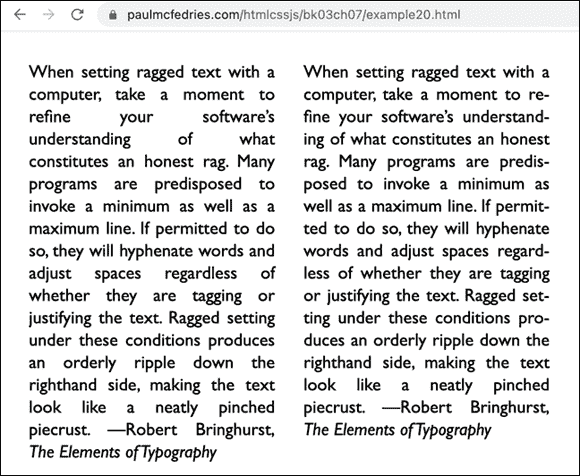 paulmcfedries.com/htmlcssjs/bk03ch07/example20.html
When setting ragged text with a
computer, take a moment to
refine your software's
understanding of what
constitutes an honest rag. Many
programs are predisposed to
invoke a minimum as well as a
maximum line. If permitted to do
so, they will hyphenate words and
adjust spaces regardless of
whether they are tagging or
justifying the text. Ragged setting
under these conditions produces
an orderly ripple down the
righthand side, making the text
look like a neatly pinched
piecrust. —Robert Bringhurst,
The Elements of Typography
When setting ragged text with a
computer, take a moment to re-
fine your software's understand-
ing of what constitutes an honest
rag. Many programs are predis-
posed to invoke a minimum as
well as a maximum line. If permit-
ted to do so, they will hyphenate
words and adjust spaces regard-
less of whether they are tagging
or justifying the text. Ragged set-
ting under these conditions pro-
duces an orderly ripple down the
righthand side, making the text
look like a neatly pinched
piecrust. —Robert Bringhurst,
The Elements of Typography